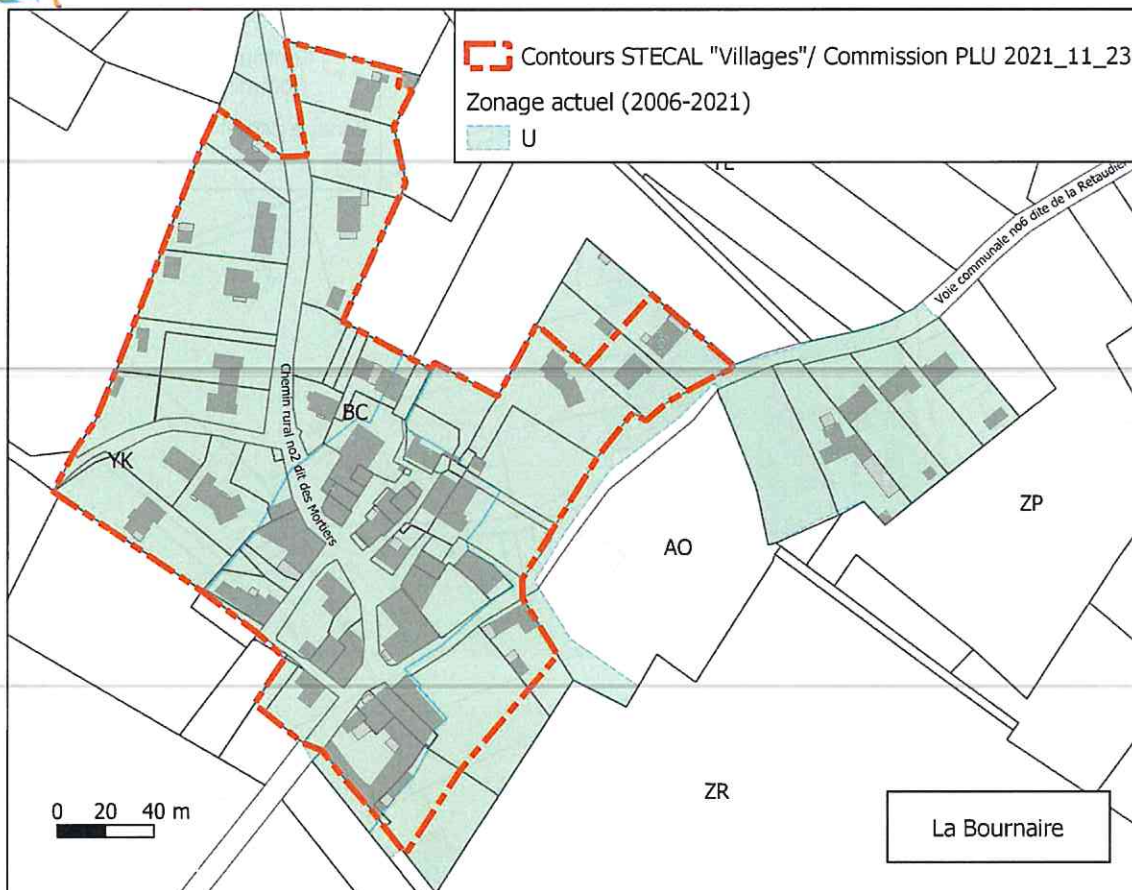 Contours STECAL "Villages"/ Commission PLU 2021_11_23
Zonage actuel (2006-2021)
U
Voie communale no6 dite de la Retaudière
Chemin rural no2 dit des Mortiers
BC
YK
ZP
AO
ZR
0 20 40 m
La Bournaire